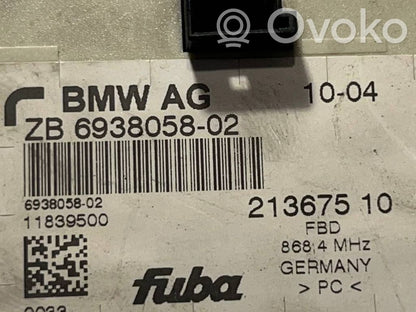 Ovoko
BMW AG 10-04
ZB 6938058-02
6938058-02 213675 10
11839500 FBD
868,4 MHz
fuba GERMANY
> PC <